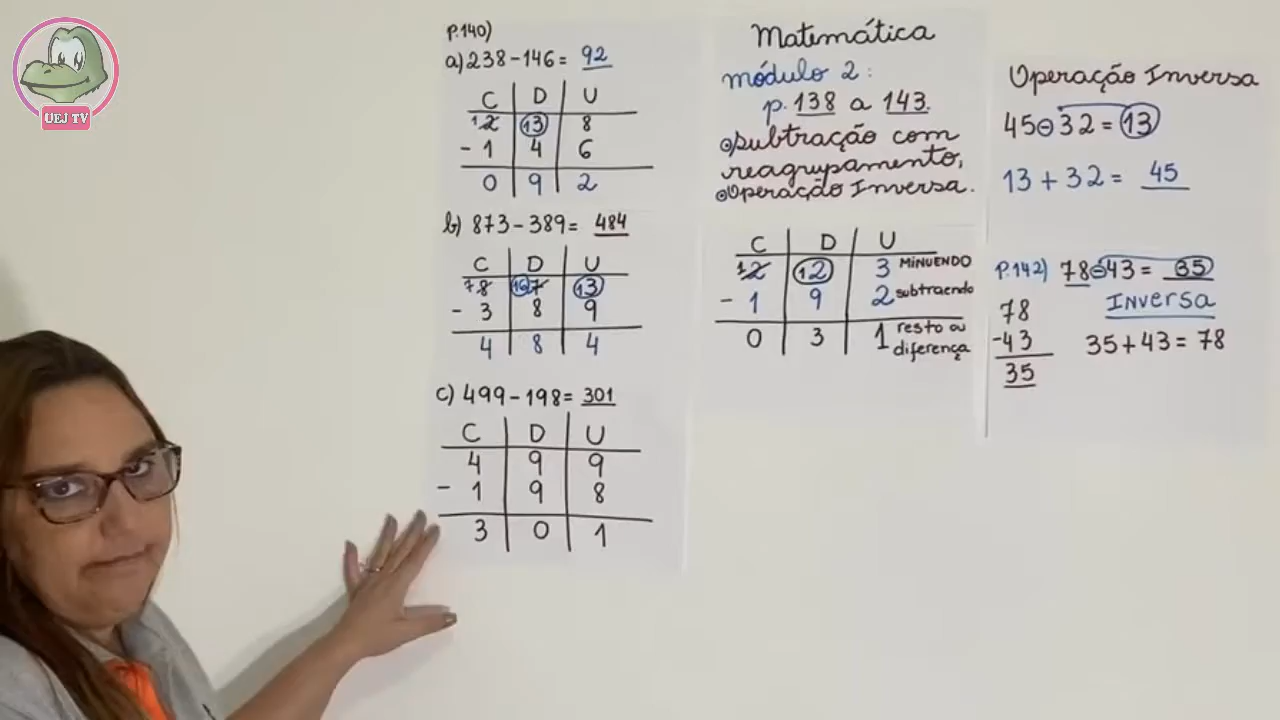 UEJ TV
p.140)
a) 238 - 146 = 92
C D U
12 13 8
- 1 4 6
0 9 2
b) 873 - 389 = 484
C D U
78 167 13
- 3 8 9
4 8 4
c) 499 - 198 = 301
C D U
4 9 9
- 1 9 8
3 0 1
Matemática
módulo 2:
p. 138 a 143.
subtração com
reagrupamento,
Operação Inversa.
C D U
12 12 3 MINUENDO
- 1 9 2 subtraendo
0 3 1 resto ou
diferença
Operação Inversa
45 - 32 = 13
13 + 32 = 45
p.142) 78 - 43 = 35
Inversa
78
- 43
35
35 + 43 = 78